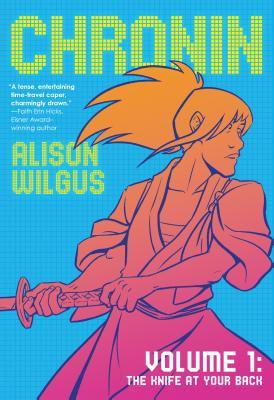 CHRONIN
"A tense, entertaining
time-travel caper,
charmingly drawn."
—Faith Erin Hicks,
Eisner Award–
winning author
ALISON
WILGUS
VOLUME 1:
THE KNIFE AT YOUR BACK